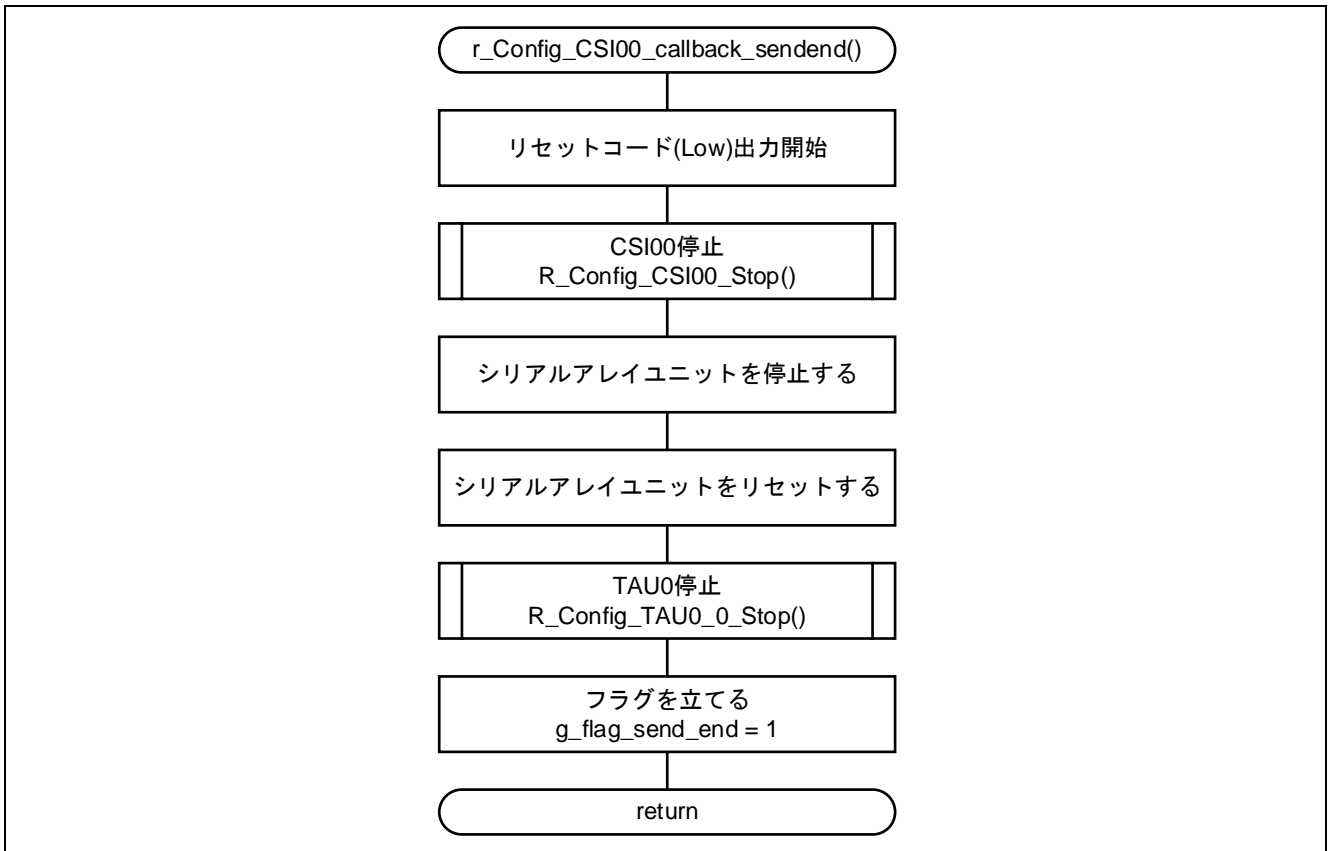 r_Config_CSI00_callback_sendend()
リセットコード(Low)出力開始
CSI00停止
R_Config_CSI00_Stop()
シリアルアレイユニットを停止する
シリアルアレイユニットをリセットする
TAU0停止
R_Config_TAU0_0_Stop()
フラグを立てる
g_flag_send_end = 1
return